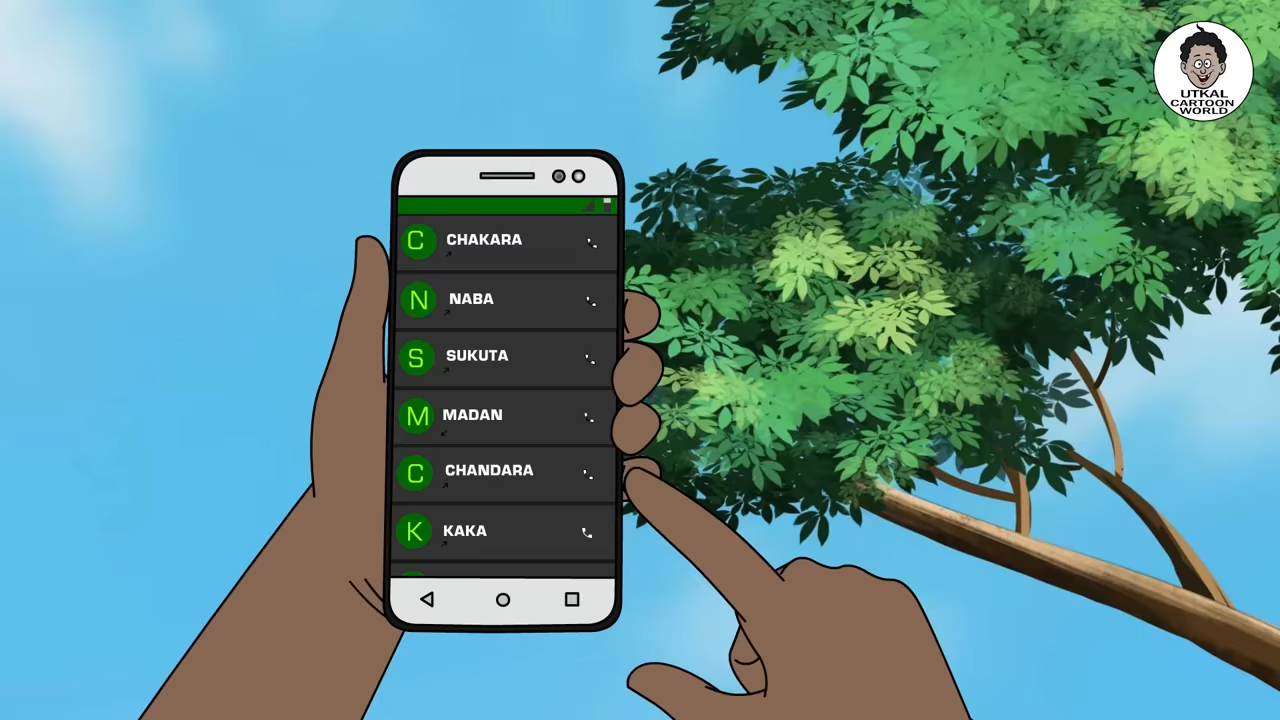 UTKAL
CARTOON
WORLD
C CHAKARA
N NABA
S SUKUTA
M MADAN
C CHANDARA
K KAKA